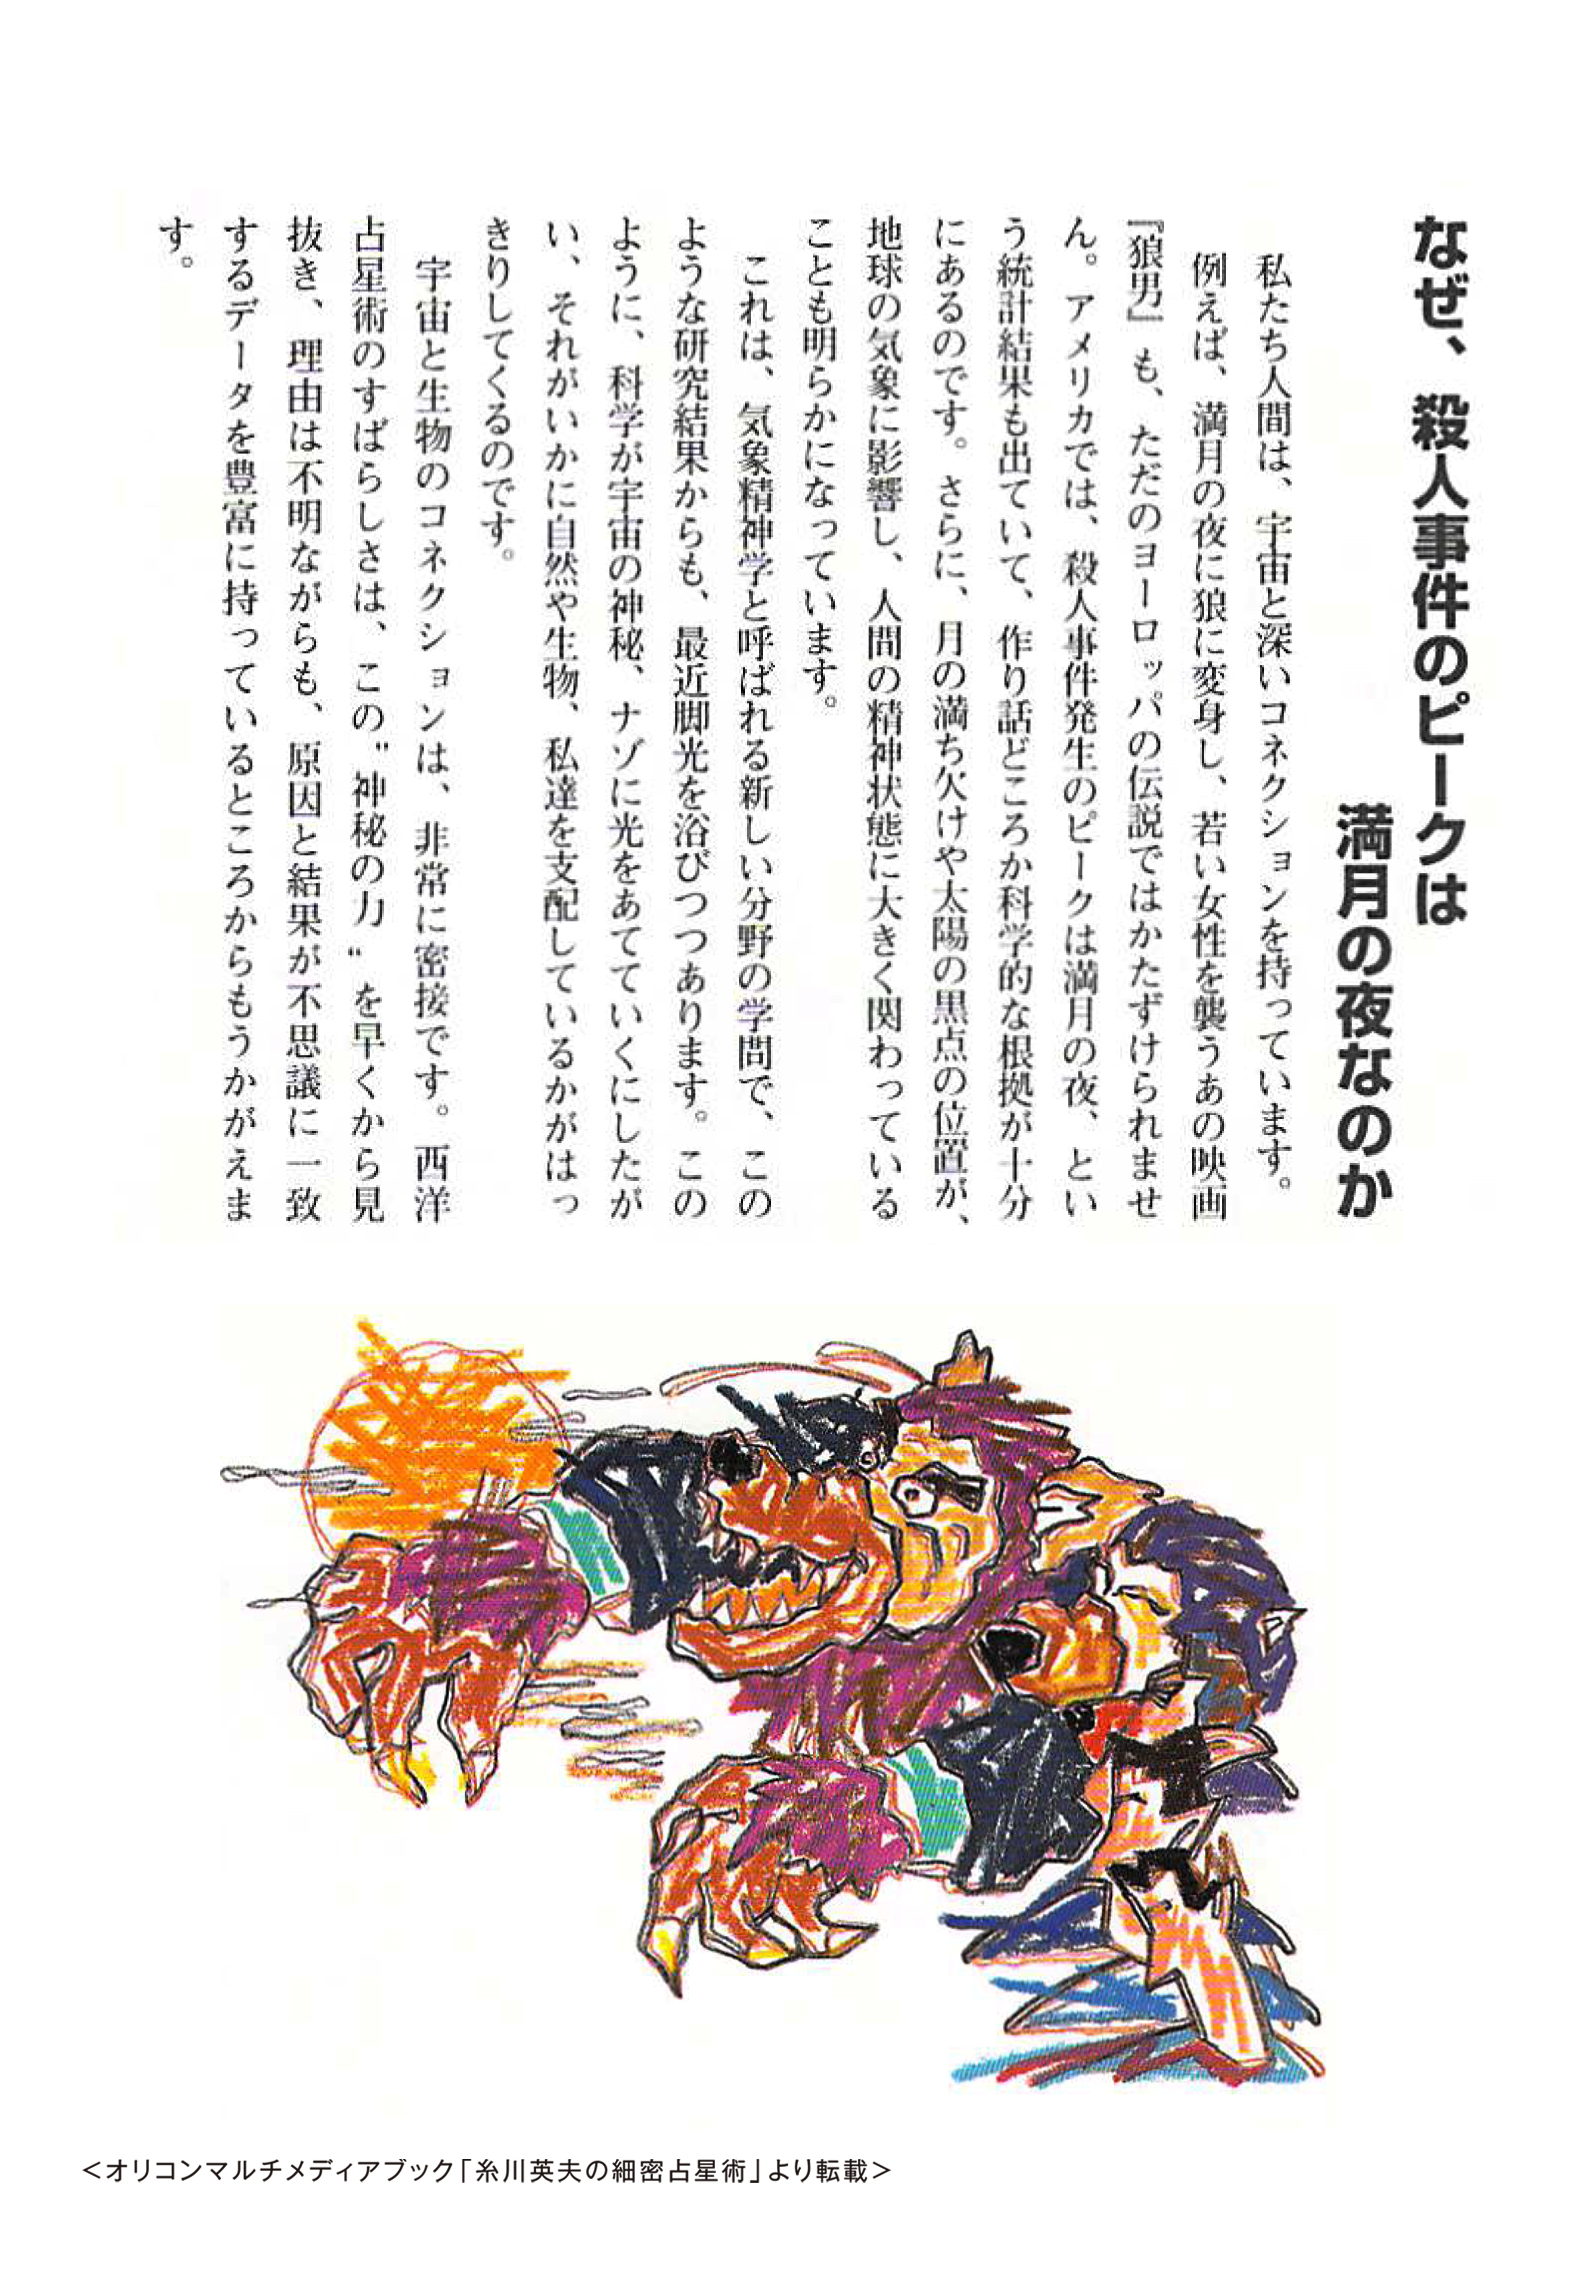 なぜ、殺人事件のピークは
満月の夜なのか
私たち人間は、宇宙と深いコネクションを持っています。
例えば、満月の夜に狼に変身し、若い女性を襲うあの映画
『狼男』も、ただのヨーロッパの伝説ではかたずけられませ
ん。アメリカでは、殺人事件発生のピークは満月の夜、とい
う統計結果も出ていて、作り話どころか科学的な根拠が十分
にあるのです。さらに、月の満ち欠けや太陽の黒点の位置が、
地球の気象に影響し、人間の精神状態に大きく関わっている
ことも明らかになっています。
これは、気象精神学と呼ばれる新しい分野の学問で、この
ような研究結果からも、最近脚光を浴びつつあります。この
ように、科学が宇宙の神秘、ナゾに光をあてていくにしたが
い、それがいかに自然や生物、私達を支配しているかがはっ
きりしてくるのです。
宇宙と生物のコネクションは、非常に密接です。西洋
占星術のすばらしさは、この〝神秘の力〟を早くから見
抜き、理由は不明ながらも、原因と結果が不思議に一致
するデータを豊富に持っているところからもうかがえま
す。
＜オリコンマルチメディアブック「糸川英夫の細密占星術」より転載＞